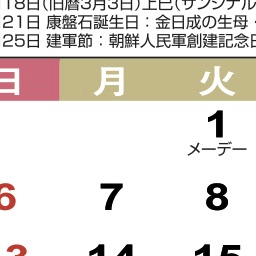 18日(旧暦3月3日)上巳(サンジナル
21日 康盤石誕生日：金日成の生母
25日 建軍節：朝鮮人民軍創建記念日
日 月 火
1
メーデー
6 7 8
13 14 15